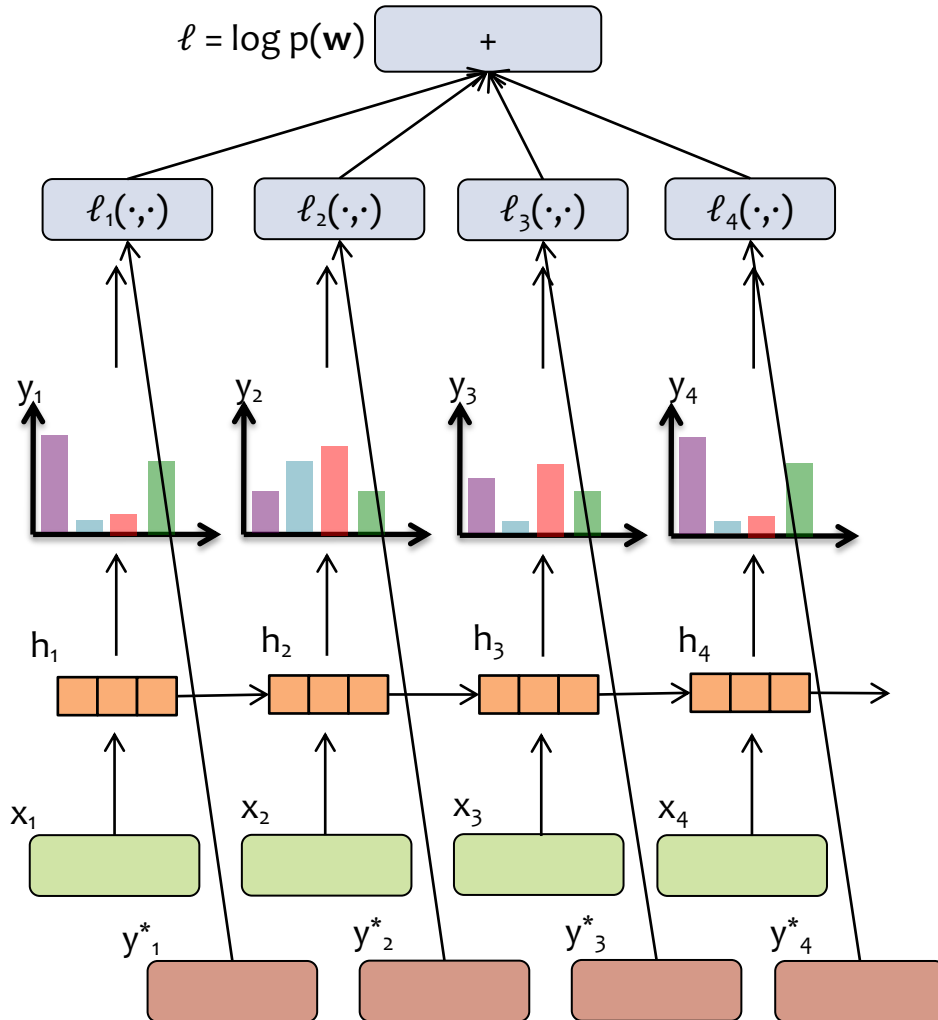 ℓ = log p(w) +
ℓ₁(·,·) ℓ₂(·,·) ℓ₃(·,·) ℓ₄(·,·)
y₁ y₂ y₃ y₄
h₁ h₂ h₃ h₄
x₁ x₂ x₃ x₄
y*₁ y*₂ y*₃ y*₄